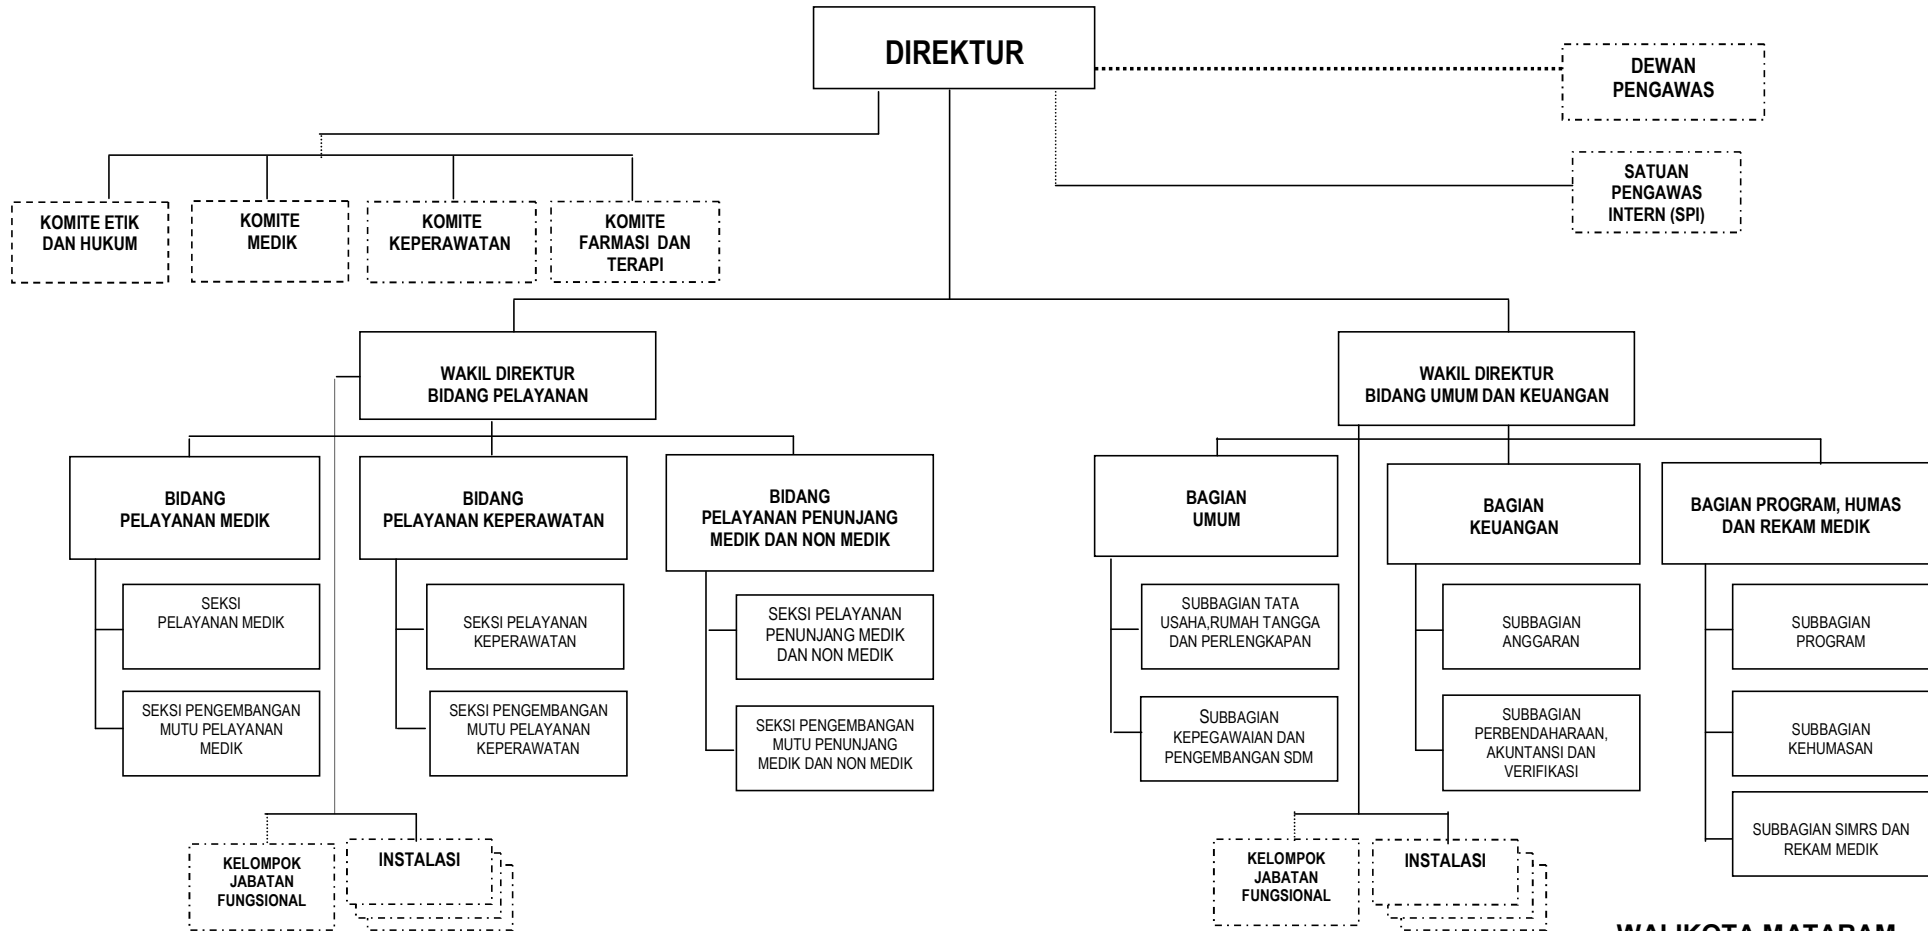 DIREKTUR
DEWAN
PENGAWAS
SATUAN
PENGAWAS
INTERN (SPI)
KOMITE ETIK
DAN HUKUM
KOMITE
MEDIK
KOMITE
KEPERAWATAN
KOMITE
FARMASI DAN
TERAPI
WAKIL DIREKTUR
BIDANG PELAYANAN
WAKIL DIREKTUR
BIDANG UMUM DAN KEUANGAN
BIDANG
PELAYANAN MEDIK
BIDANG
PELAYANAN KEPERAWATAN
BIDANG
PELAYANAN PENUNJANG
MEDIK DAN NON MEDIK
BAGIAN
UMUM
BAGIAN
KEUANGAN
BAGIAN PROGRAM, HUMAS
DAN REKAM MEDIK
SEKSI
PELAYANAN MEDIK
SEKSI PELAYANAN
KEPERAWATAN
SEKSI PELAYANAN
PENUNJANG MEDIK
DAN NON MEDIK
SUBBAGIAN TATA
USAHA,RUMAH TANGGA
DAN PERLENGKAPAN
SUBBAGIAN
ANGGARAN
SUBBAGIAN
PROGRAM
SEKSI PENGEMBANGAN
MUTU PELAYANAN
MEDIK
SEKSI PENGEMBANGAN
MUTU PELAYANAN
KEPERAWATAN
SEKSI PENGEMBANGAN
MUTU PENUNJANG
MEDIK DAN NON MEDIK
SUBBAGIAN
KEPEGAWAIAN DAN
PENGEMBANGAN SDM
SUBBAGIAN
PERBENDAHARAAN,
AKUNTANSI DAN
VERIFIKASI
SUBBAGIAN
KEHUMASAN
SUBBAGIAN SIMRS DAN
REKAM MEDIK
KELOMPOK
JABATAN
FUNGSIONAL
INSTALASI
KELOMPOK
JABATAN
FUNGSIONAL
INSTALASI
WALIKOTA MATARAM